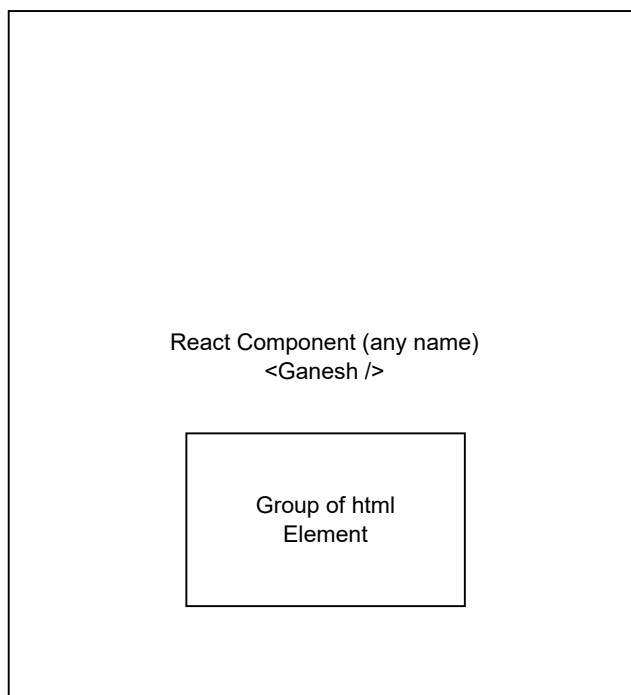 React Component (any name)
<Ganesh />
Group of html
Element